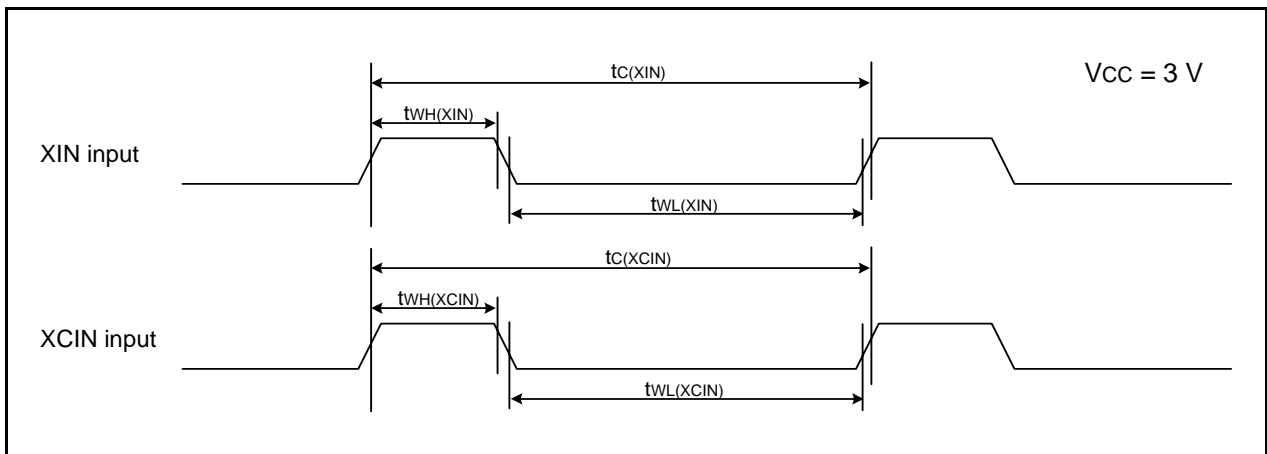 tC(XIN)
VCC = 3 V
tWH(XIN)
XIN input
tWL(XIN)
tC(XCIN)
tWH(XCIN)
XCIN input
tWL(XCIN)